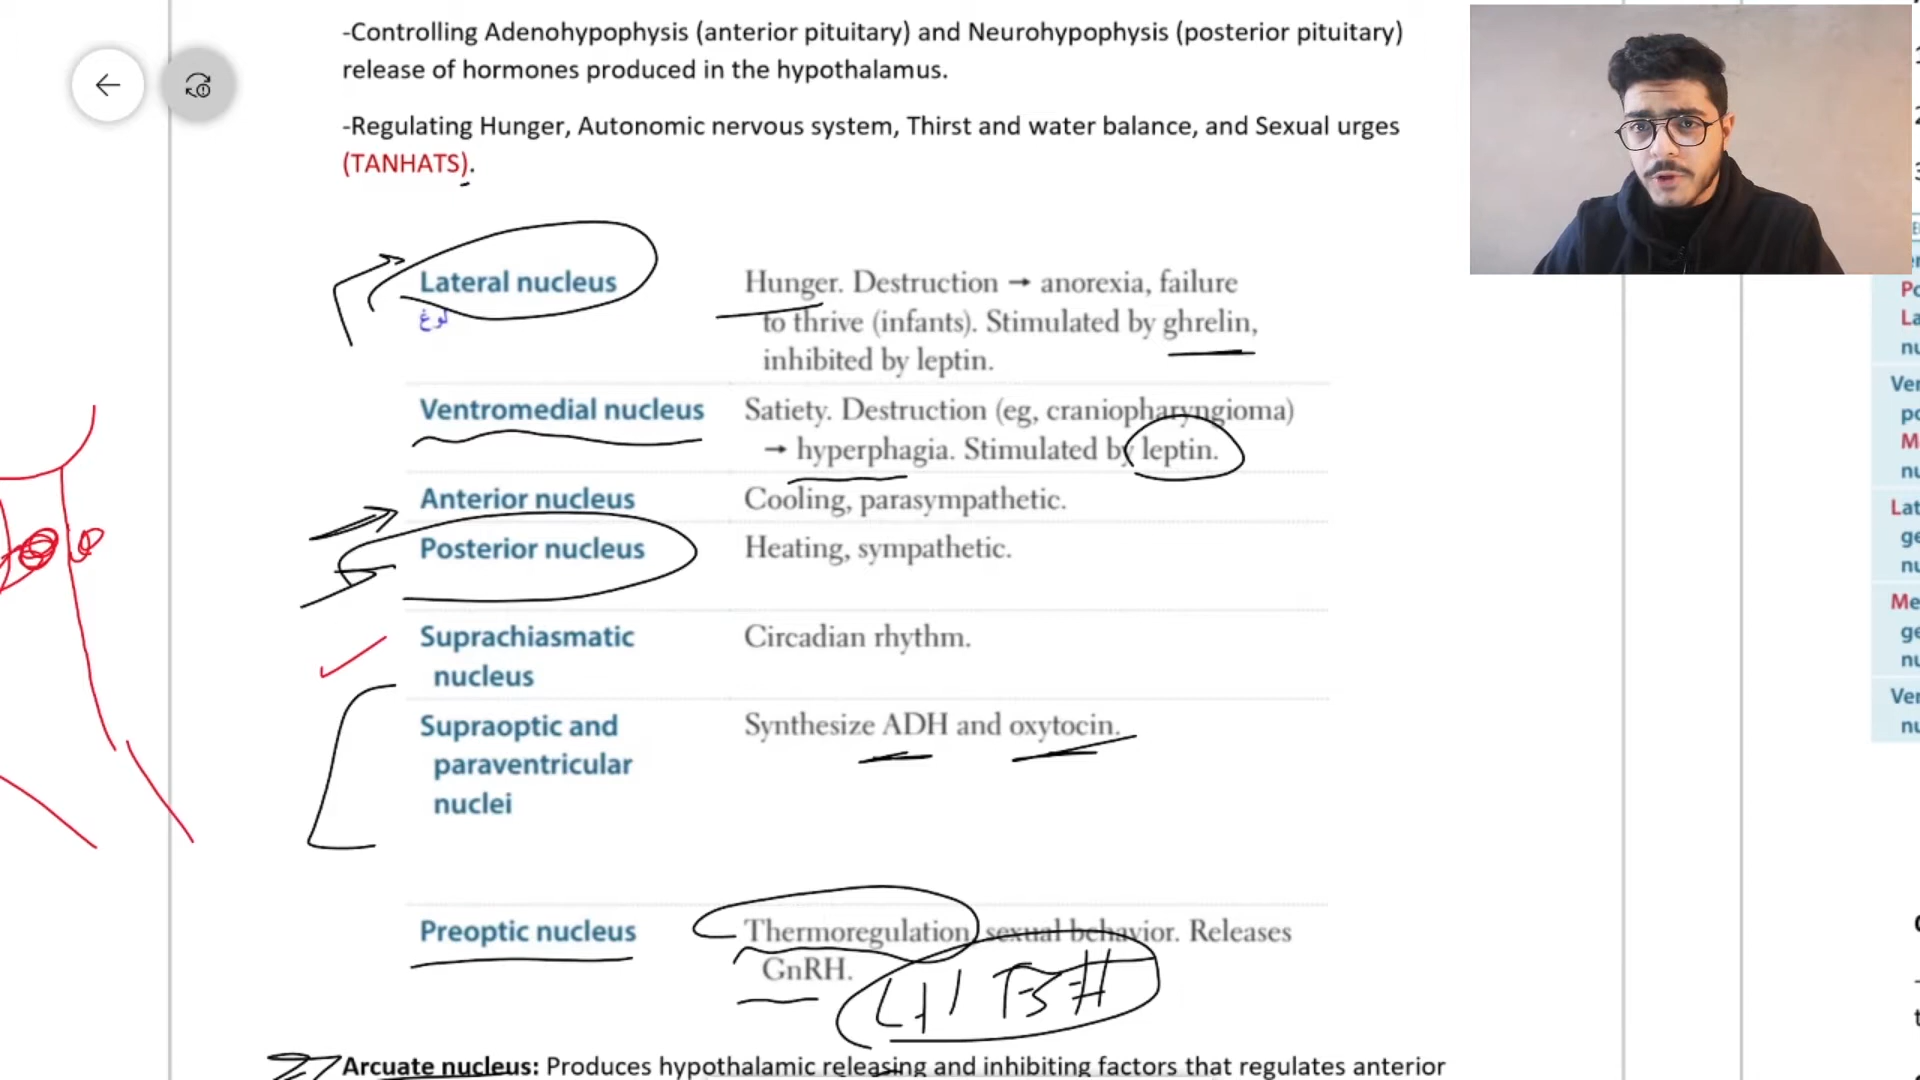 -Controlling Adenohypophysis (anterior pituitary) and Neurohypophysis (posterior pituitary)
release of hormones produced in the hypothalamus.
-Regulating Hunger, Autonomic nervous system, Thirst and water balance, and Sexual urges
(TANHATS).
Lateral nucleus
Hunger. Destruction → anorexia, failure
to thrive (infants). Stimulated by ghrelin,
inhibited by leptin.
Ventromedial nucleus
Satiety. Destruction (eg, craniopharyngioma)
→ hyperphagia. Stimulated by leptin.
Anterior nucleus
Cooling, parasympathetic.
Posterior nucleus
Heating, sympathetic.
Suprachiasmatic
nucleus
Circadian rhythm.
Supraoptic and
paraventricular
nuclei
Synthesize ADH and oxytocin.
Preoptic nucleus
Thermoregulation, sexual behavior. Releases
GnRH.
Arcuate nucleus: Produces hypothalamic releasing and inhibiting factors that regulates anterior